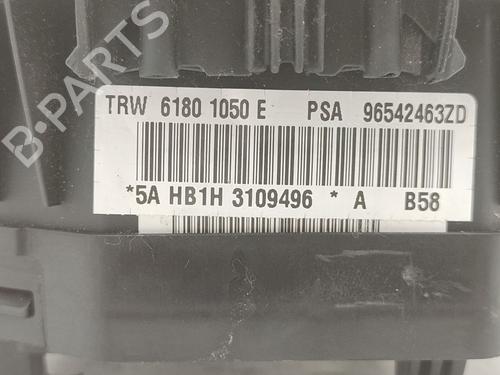 B-PARTS
TRW 6180 1050 E PSA 96542463ZD
*5A HB1H 3109496 * A B58